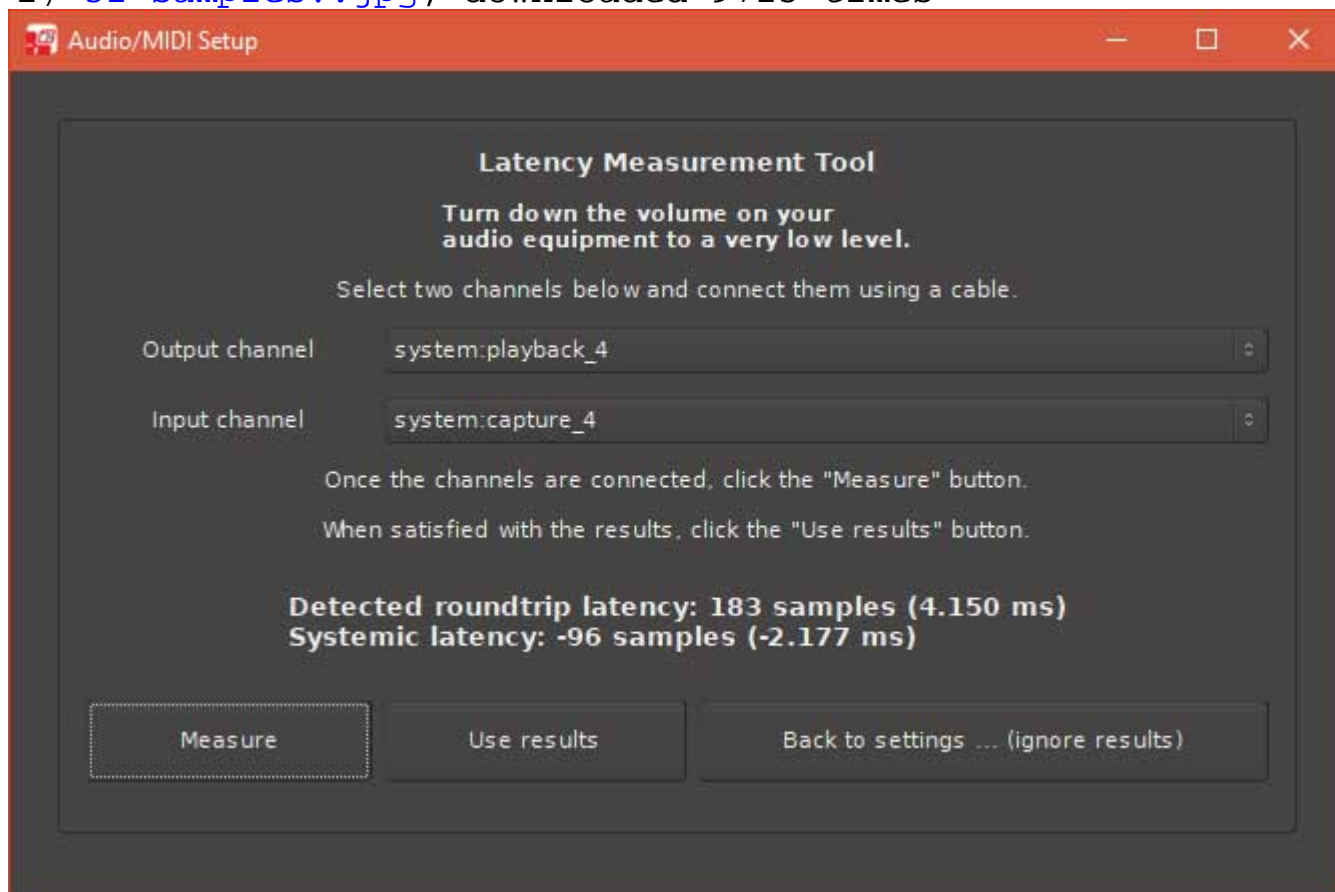 Audio/MIDI Setup
Latency Measurement Tool
Turn down the volume on your
audio equipment to a very low level.
Select two channels below and connect them using a cable.
Output channel system:playback_4
Input channel system:capture_4
Once the channels are connected, click the "Measure" button.
When satisfied with the results, click the "Use results" button.
Detected roundtrip latency: 183 samples (4.150 ms)
Systemic latency: -96 samples (-2.177 ms)
Measure Use results Back to settings ... (ignore results)